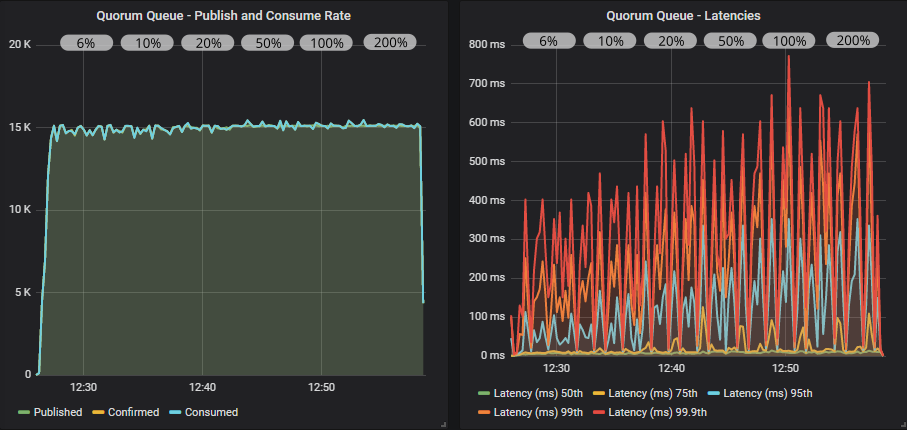 Quorum Queue - Publish and Consume Rate
20 K
6% 10% 20% 50% 100% 200%
15 K
10 K
5 K
0
12:30 12:40 12:50
Published Confirmed Consumed
Quorum Queue - Latencies
800 ms
6% 10% 20% 50% 100% 200%
700 ms
600 ms
500 ms
400 ms
300 ms
200 ms
100 ms
0 ms
12:30 12:40 12:50
Latency (ms) 50th Latency (ms) 75th Latency (ms) 95th
Latency (ms) 99th Latency (ms) 99.9th